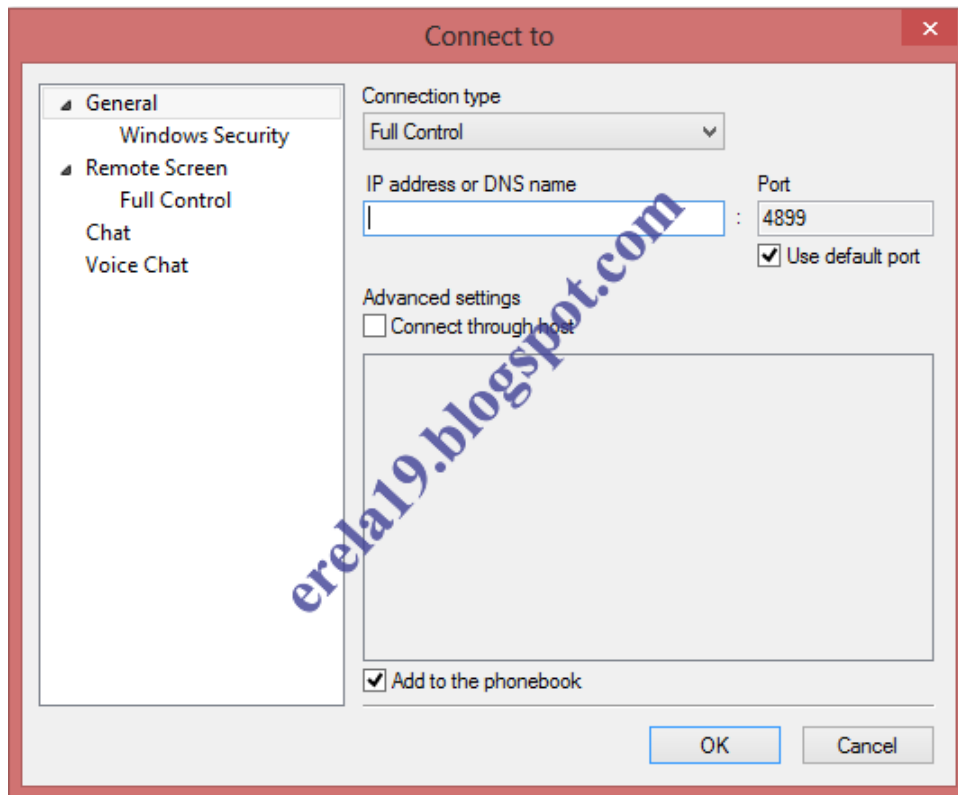 Connect to
General
Windows Security
Remote Screen
Full Control
Chat
Voice Chat
Connection type
Full Control
IP address or DNS name
Port
:
4899
Use default port
Advanced settings
Connect through host
erela19.blogspot.com
Add to the phonebook
OK
Cancel